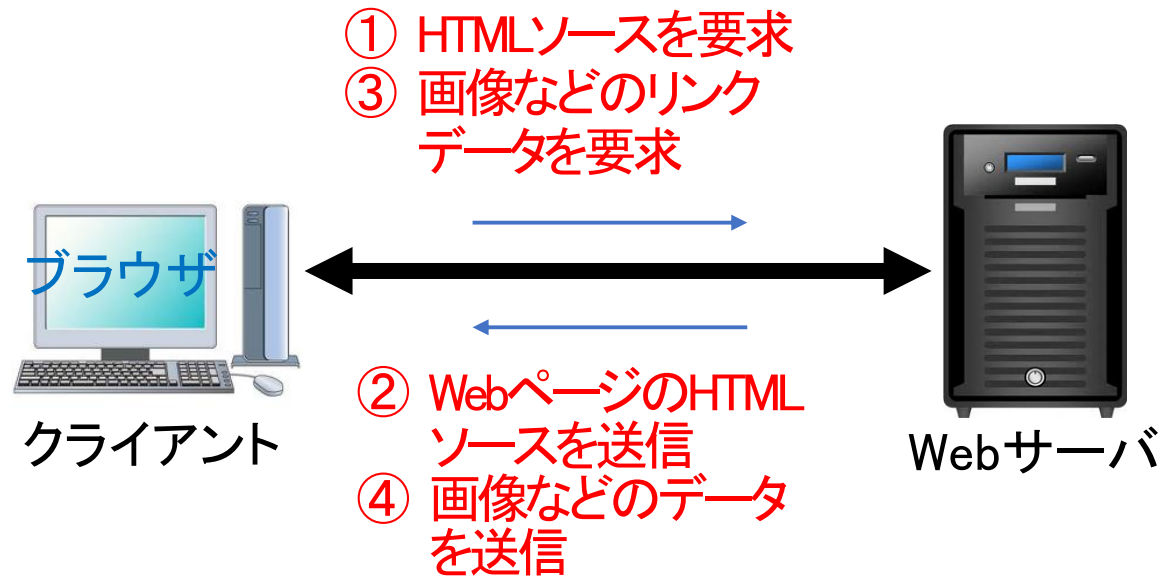 ① HTMLソースを要求
③ 画像などのリンク
データを要求
ブラウザ
クライアント
② WebページのHTML
ソースを送信
④ 画像などのデータ
を送信
Webサーバ